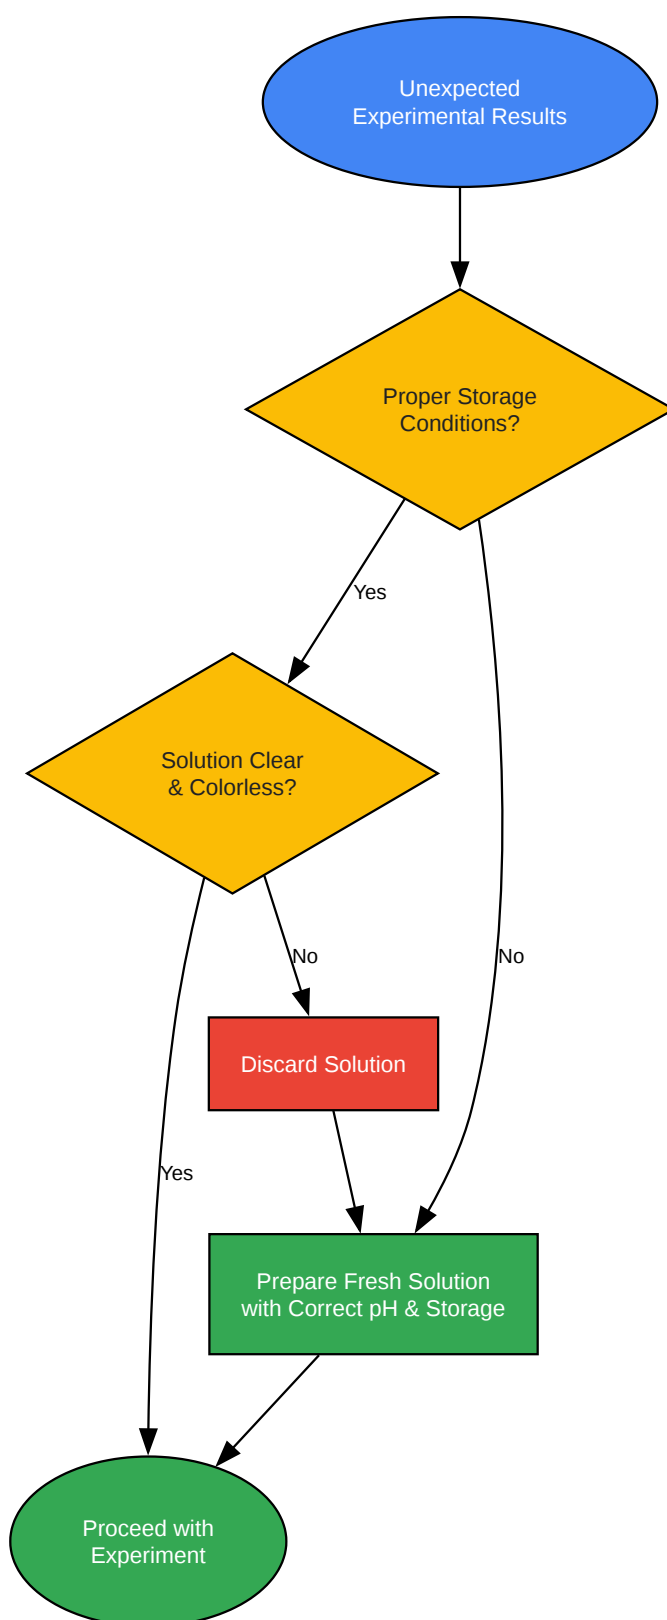 Unexpected
Experimental Results
Proper Storage
Conditions?
Yes
Solution Clear
& Colorless?
No
No
Discard Solution
Yes
Prepare Fresh Solution
with Correct pH & Storage
Proceed with
Experiment